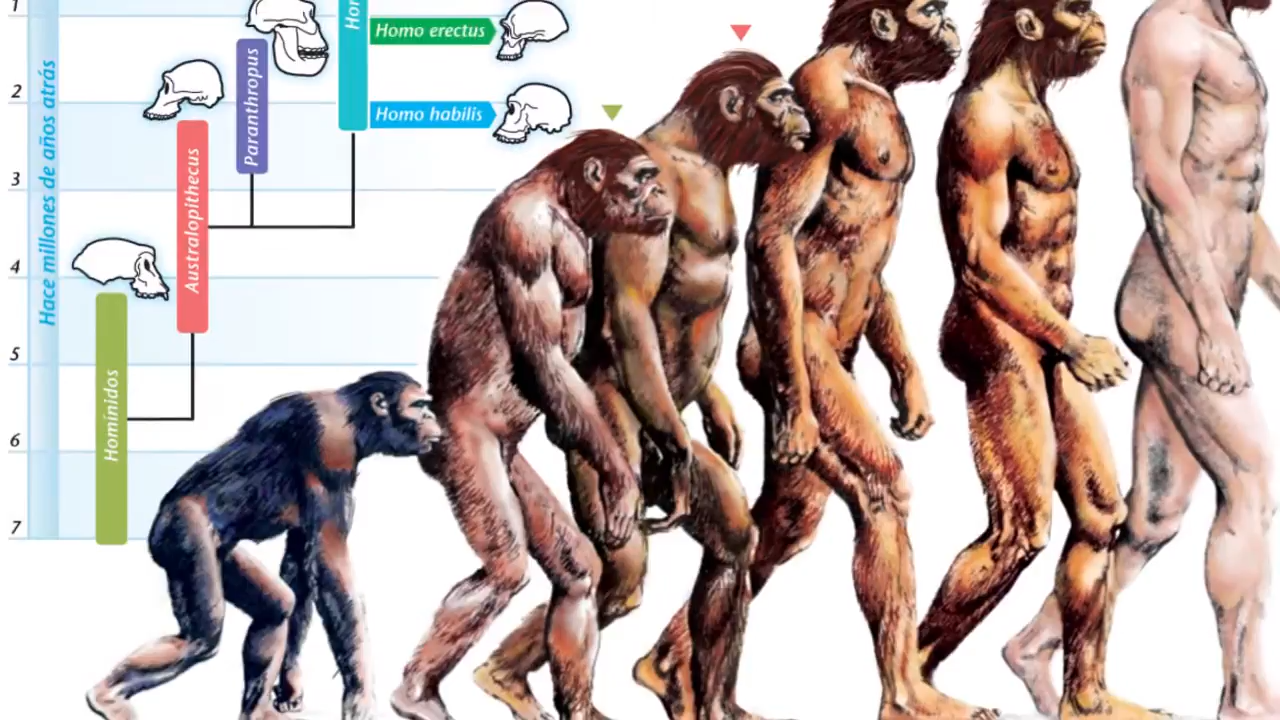 1
2
3
4
5
6
7
Hace millones de años atrás
Homínidos
Australopithecus
Paranthropus
Homo erectus
Homo habilis